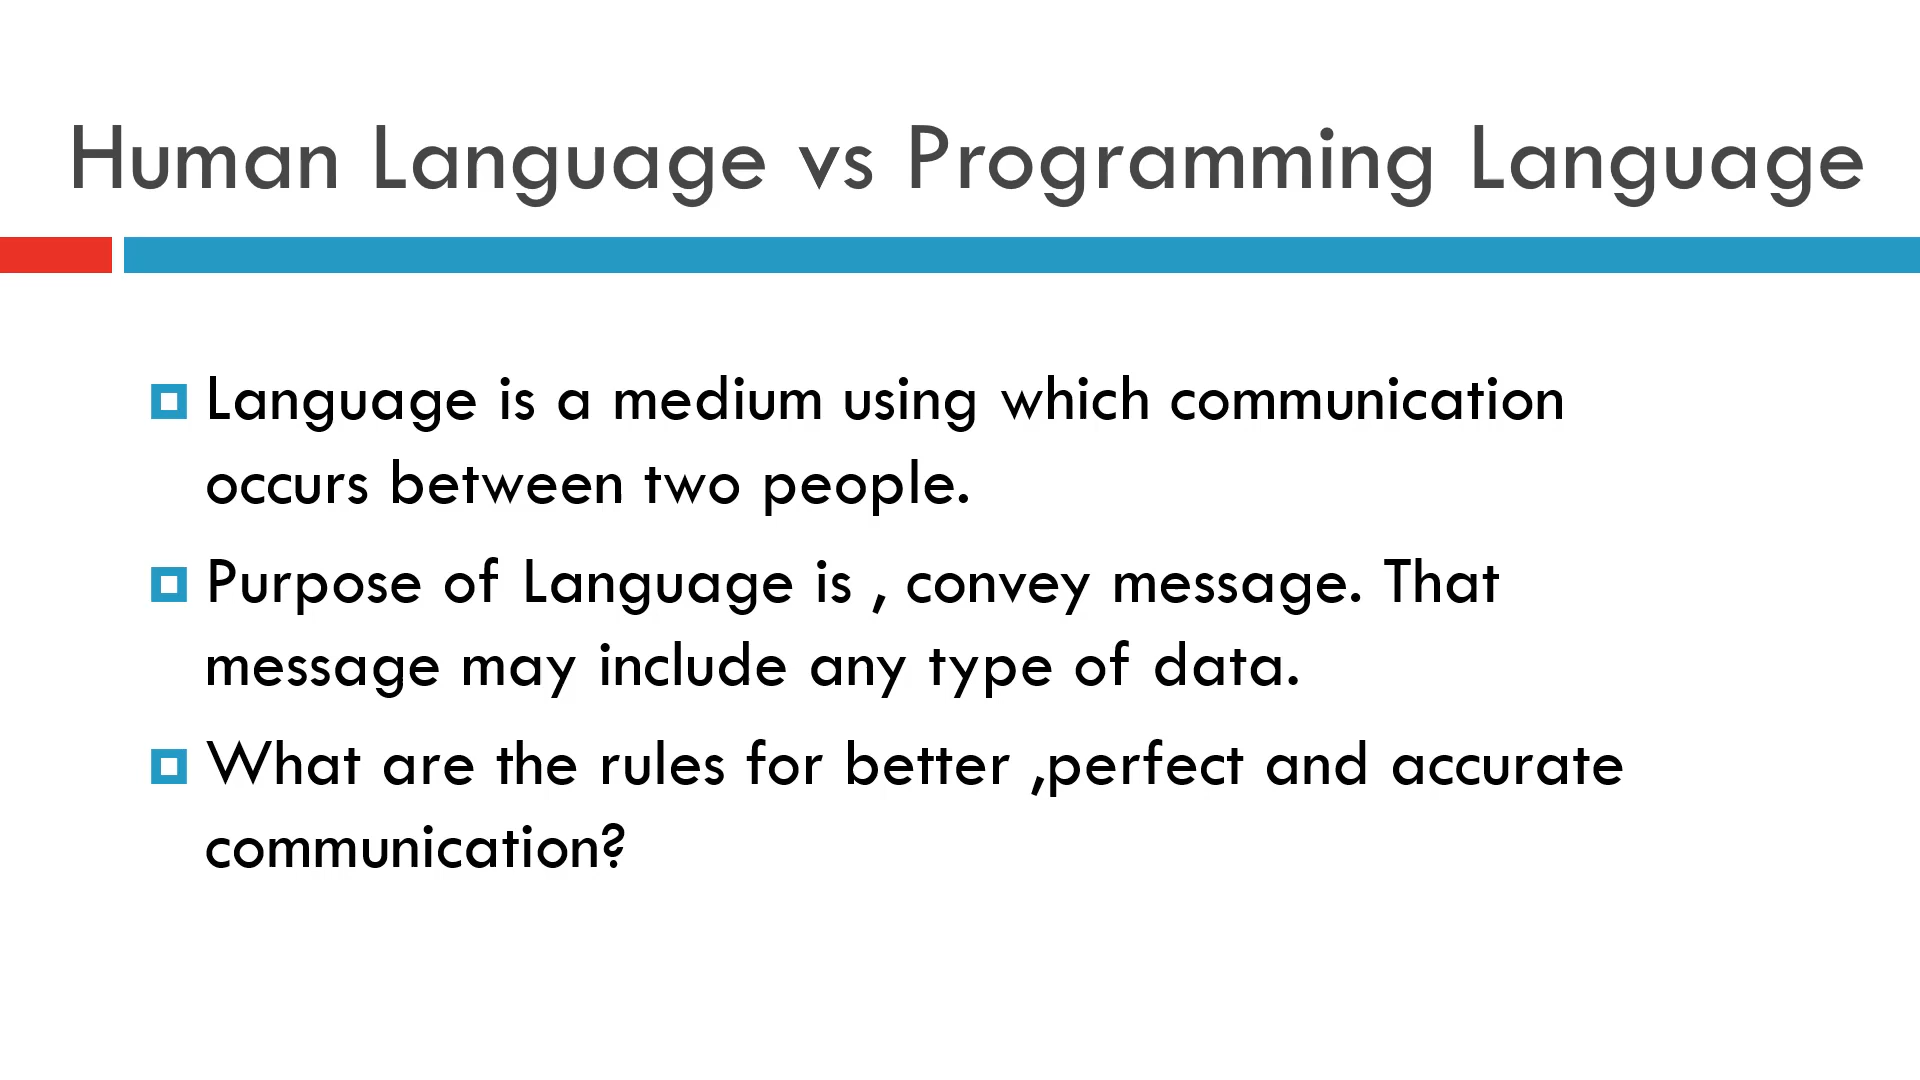 Human Language vs Programming Language
Language is a medium using which communication
occurs between two people.
Purpose of Language is , convey message. That
message may include any type of data.
What are the rules for better ,perfect and accurate
communication?